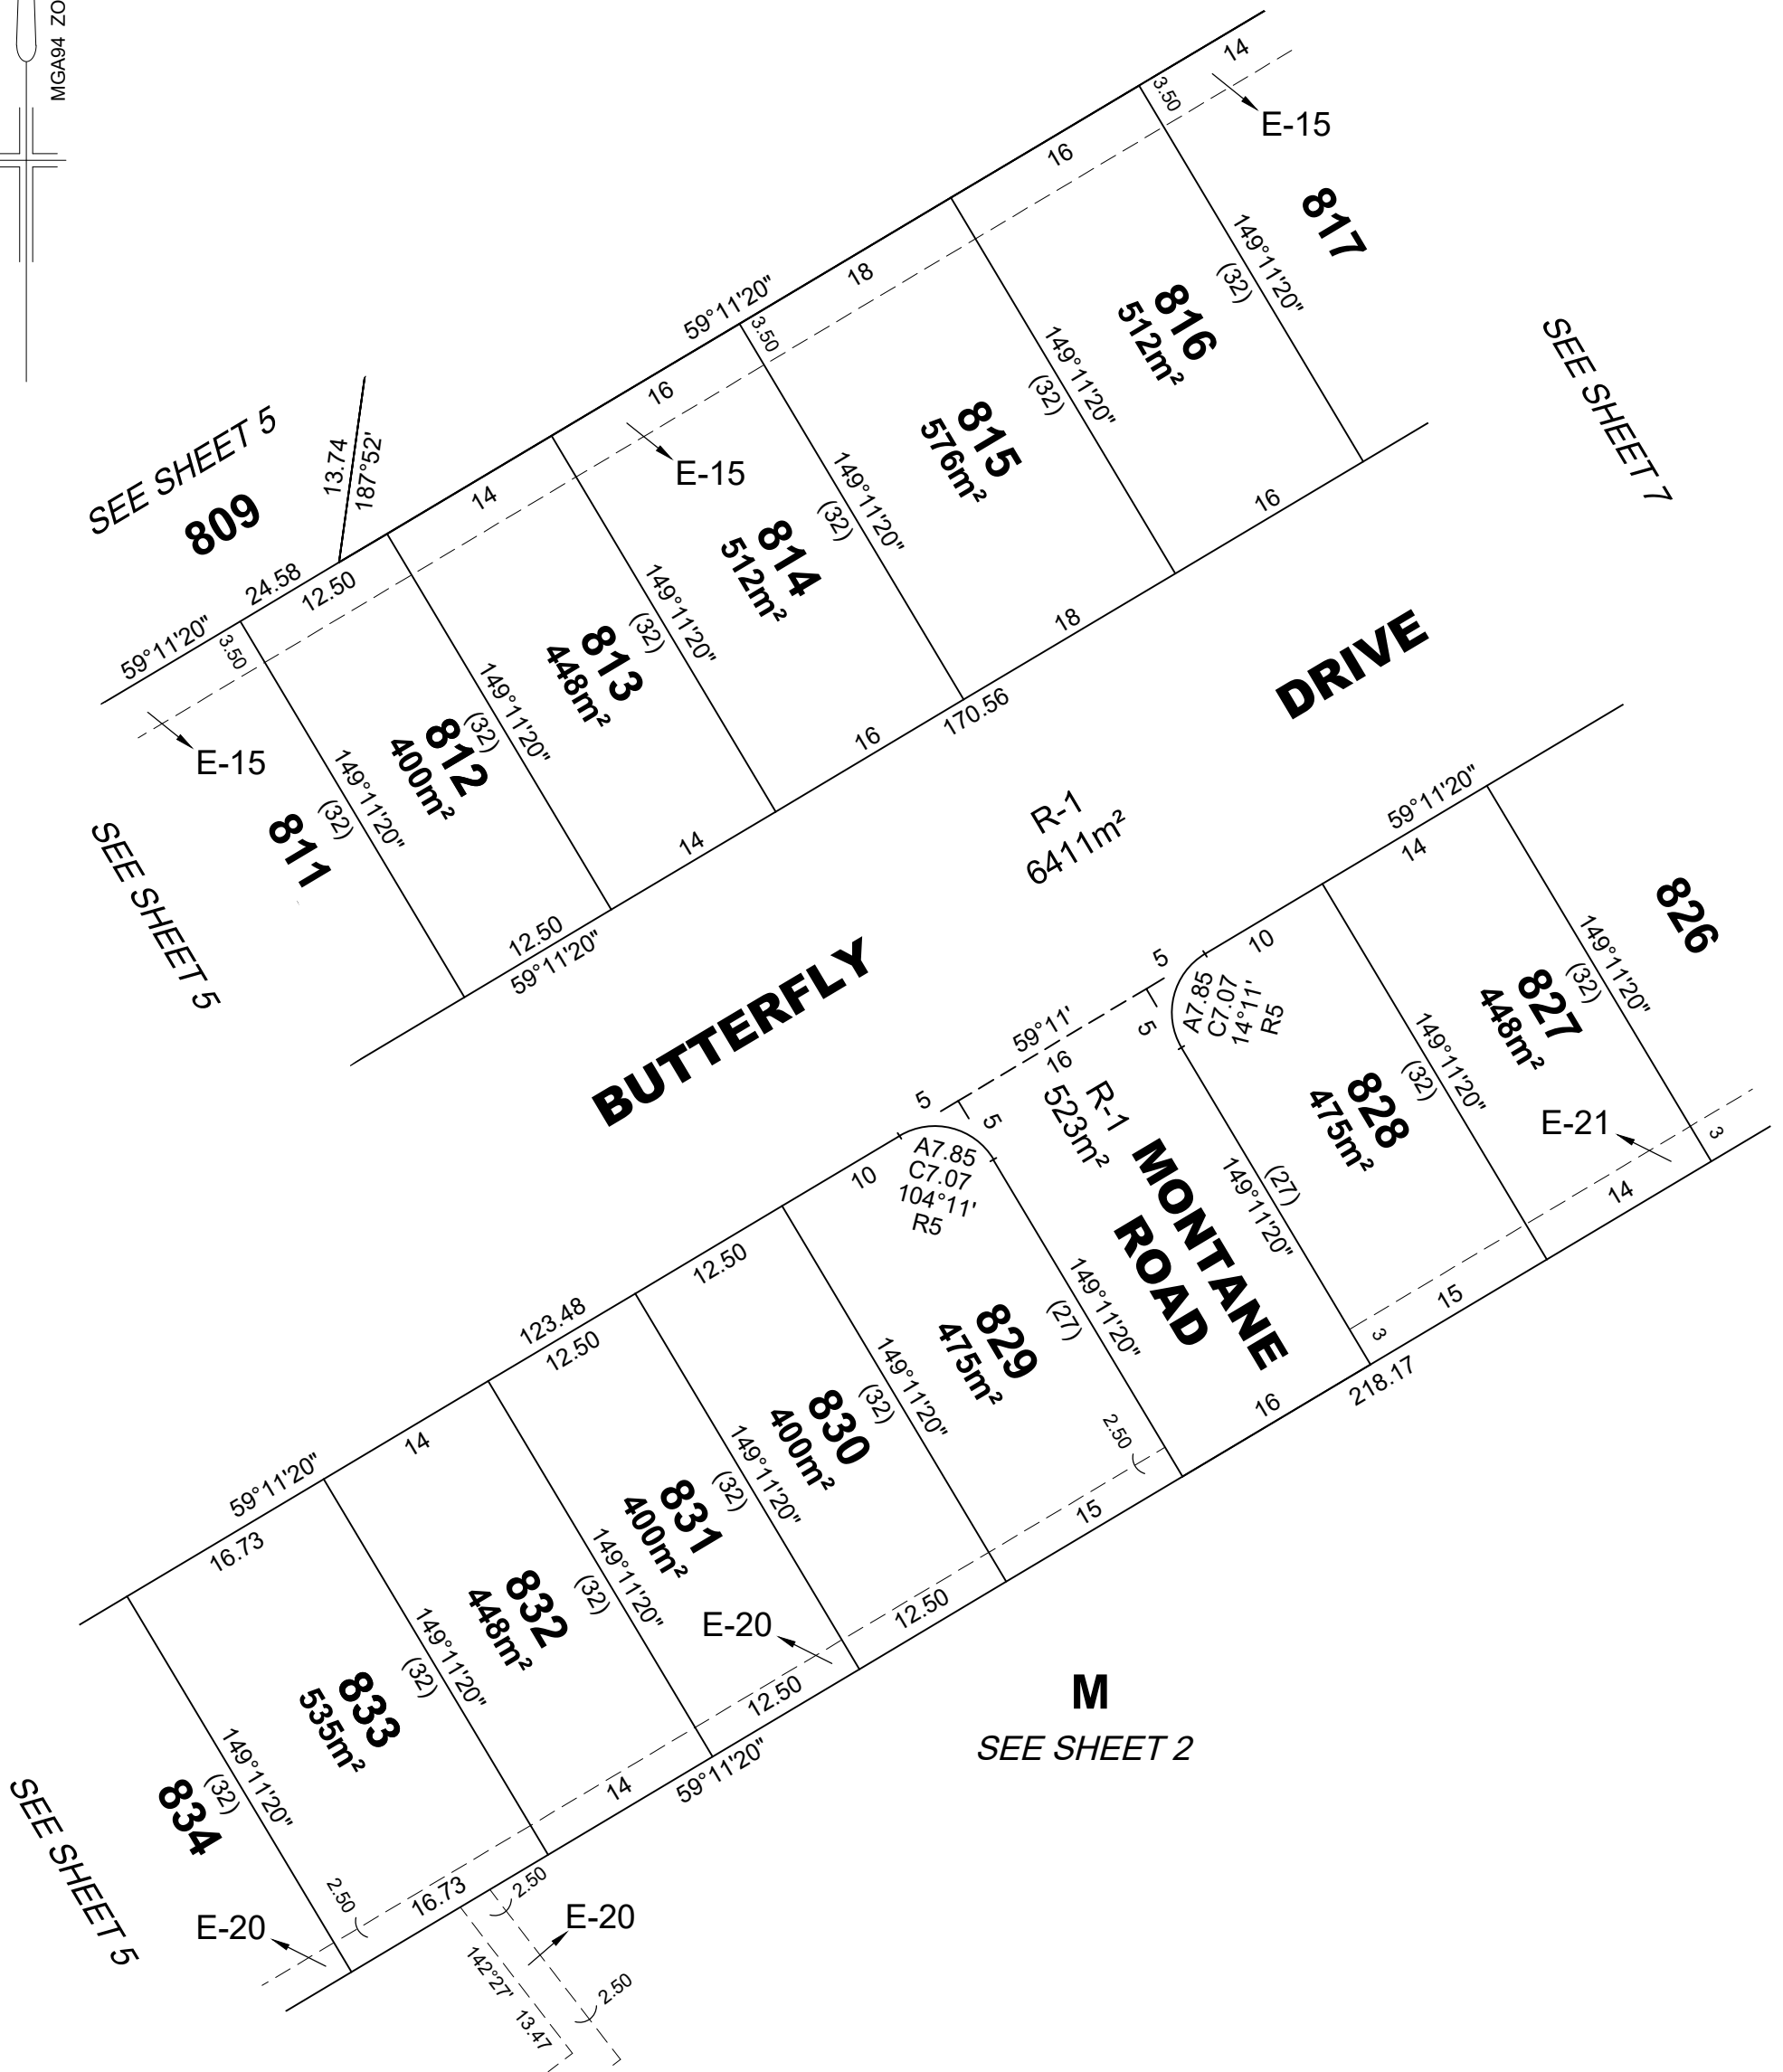 MGA94 ZO
14
3.50
E-15
16
817
149°11'20"
(32)
18
816
512m²
59°11'20"
3.50
149°11'20"
(32)
SEE SHEET 7
16
E-15
815
576m²
16
SEE SHEET 5
809
13.74
187°52'
14
149°11'20"
(32)
814
512m²
18
24.58
12.50
59°11'20"
3.50
149°11'20"
(32)
813
448m²
DRIVE
E-15
149°11'20"
(32)
812
400m²
16
170.56
811
149°11'20"
(32)
14
SEE SHEET 5
12.50
59°11'20"
R-1
6411m²
59°11'20"
14
826
BUTTERFLY
10
5
5
A7.85
C7.07
14°11'
R5
149°11'20"
(32)
827
448m²
59°11'
16
R-1
523m²
149°11'20"
(32)
828
475m²
E-21
3
5
5
A7.85
C7.07
104°11'
R5
10
MONTANE
ROAD
(27)
149°11'20"
14
12.50
15
3
149°11'20"
(27)
829
475m²
218.17
16
123.48
12.50
149°11'20"
(32)
830
400m²
2.50
15
14
149°11'20"
(32)
831
400m²
12.50
59°11'20"
16.73
149°11'20"
(32)
832
448m²
E-20
12.50
M
SEE SHEET 2
149°11'20"
(32)
833
535m²
14
59°11'20"
834
149°11'20"
(32)
SEE SHEET 5
2.50
16.73
2.50
E-20
E-20
142°27'
13.47
2.50